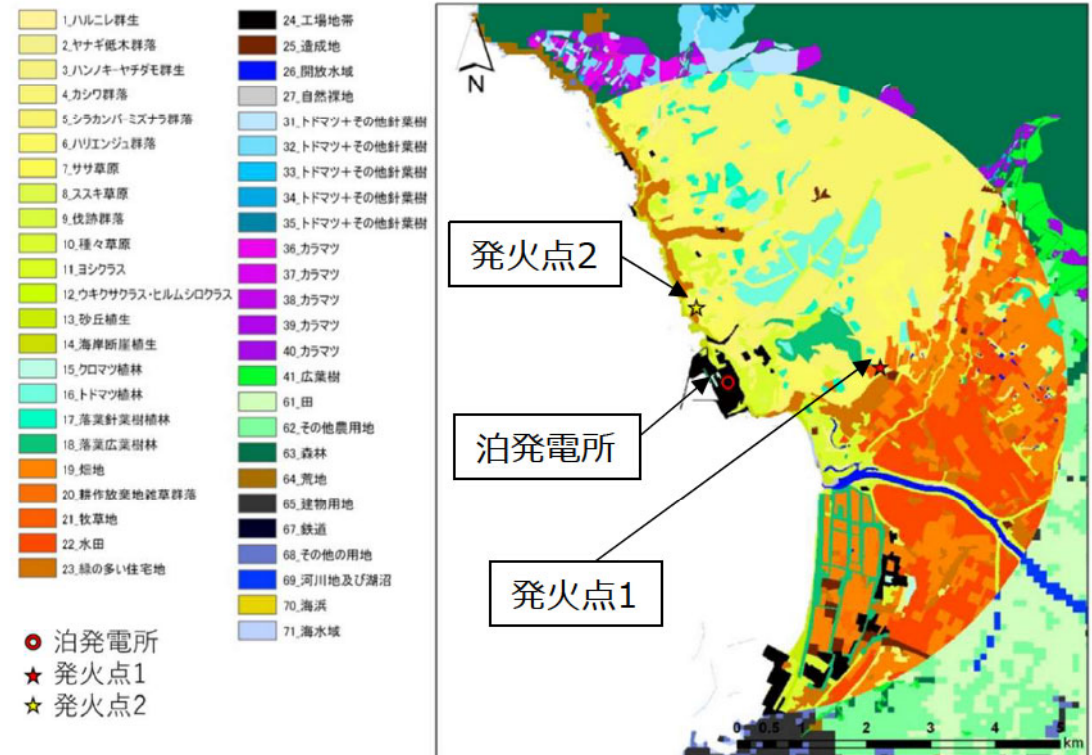 1_ハルニレ群生
2_ヤナギ低木群落
3_ハンノキ-ヤチダモ群生
4_カシワ群落
5_シラカンバ-ミズナラ群落
6_ハリエンジュ群落
7_ササ草原
8_ススキ草原
9_伐跡群落
10_種々草原
11_ヨシクラス
12_ウキクサクラス・ヒルムシロクラス
13_砂丘植生
14_海岸断崖植生
15_クロマツ植林
16_トドマツ植林
17_落葉針葉樹植林
18_落葉広葉樹林
19_畑地
20_耕作放棄地雑草群落
21_牧草地
22_水田
23_緑の多い住宅地
24_工場地帯
25_造成地
26_開放水域
27_自然裸地
31_トドマツ+その他針葉樹
32_トドマツ+その他針葉樹
33_トドマツ+その他針葉樹
34_トドマツ+その他針葉樹
35_トドマツ+その他針葉樹
36_カラマツ
37_カラマツ
38_カラマツ
39_カラマツ
40_カラマツ
41_広葉樹
61_田
62_その他農用地
63_森林
64_荒地
65_建物用地
67_鉄道
68_その他の用地
69_河川地及び湖沼
70_海浜
71_海水域
泊発電所
発火点1
発火点2
N
発火点2
泊発電所
発火点1
0 0.5 1 2 3 4 5
km